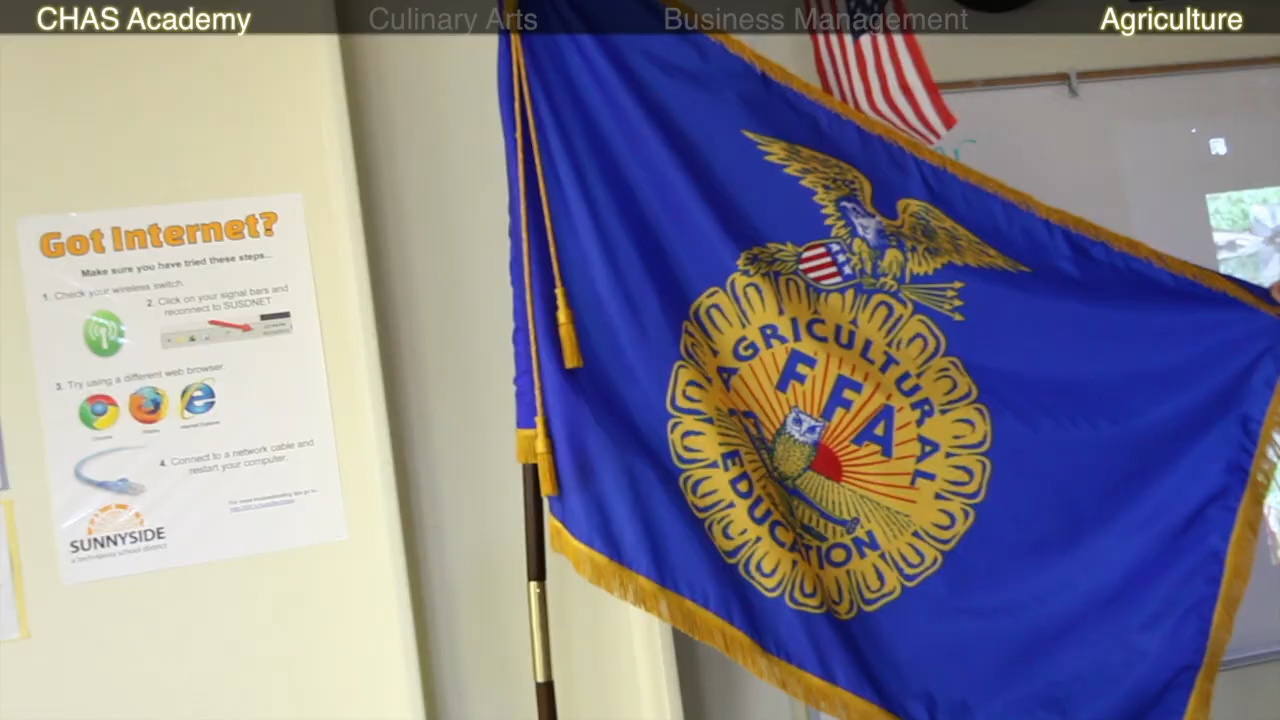 CHAS Academy Culinary Arts Business Management Agriculture
Got Internet?
Make sure you have tried these steps...
1. Check your wireless switch.
2. Click on your signal bars and
reconnect to SUSDNET
3. Try using a different web browser.
4. Connect to a network cable and
restart your computer.
SUNNYSIDE
AGRICULTURAL
FFA
EDUCATION